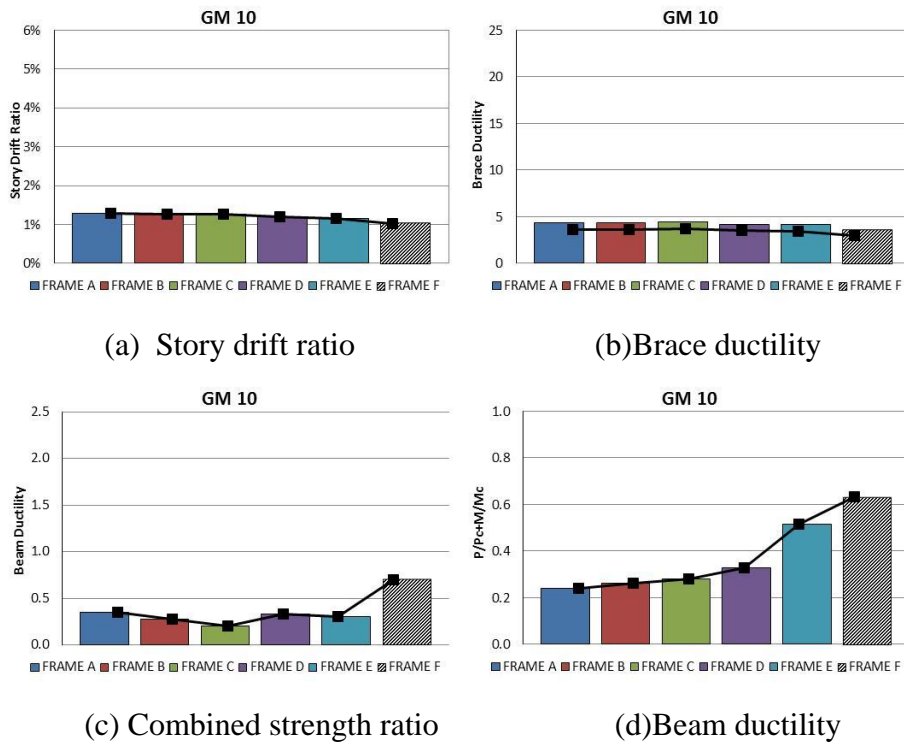 GM 10
6%
5%
4%
3%
2%
1%
0%
Story Drift Ratio
FRAME A FRAME B FRAME C FRAME D FRAME E FRAME F
(a) Story drift ratio
GM 10
25
20
15
10
5
0
Brace Ductility
FRAME A FRAME B FRAME C FRAME D FRAME E FRAME F
(b)Brace ductility
GM 10
2.5
2.0
1.5
1.0
0.5
0.0
Beam Ductility
FRAME A FRAME B FRAME C FRAME D FRAME E FRAME F
(c) Combined strength ratio
GM 10
1.0
0.8
0.6
0.4
0.2
0.0
P/Pc+M/Mc
FRAME A FRAME B FRAME C FRAME D FRAME E FRAME F
(d)Beam ductility